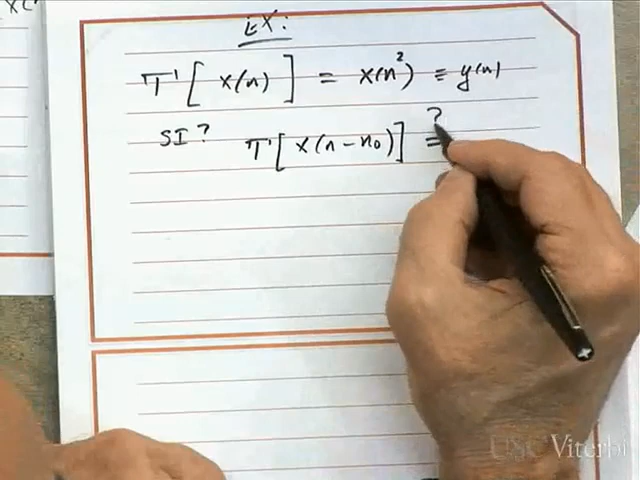 EX:
T[x(n)] = x(n²) = y(n)
SI? T[x(n-n₀)] =?
USC Viterbi